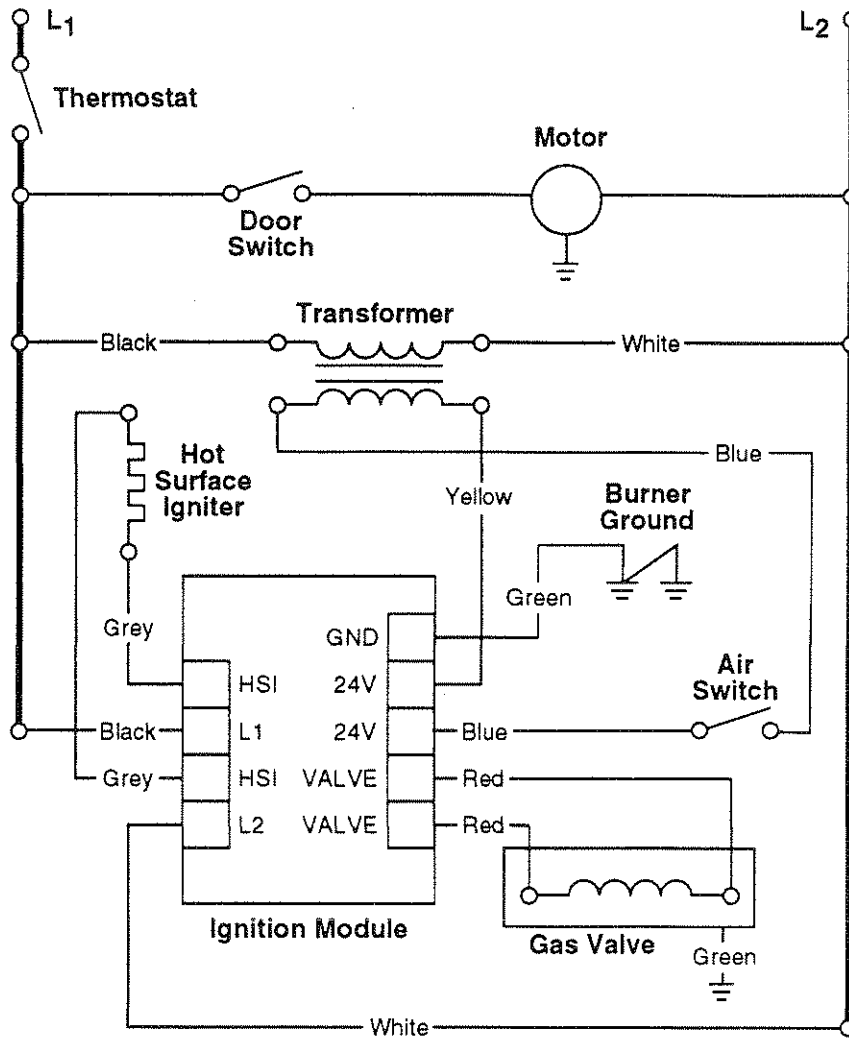 L1
L2
Thermostat
Motor
Door
Switch
Transformer
Black
White
Hot
Surface
Igniter
Blue
Yellow
Burner
Ground
Green
Grey
GND
HSI
24V
Air
Switch
Black
L1
24V
Blue
Grey
HSI
VALVE
Red
L2
VALVE
Red
Ignition Module
Gas Valve
Green
White